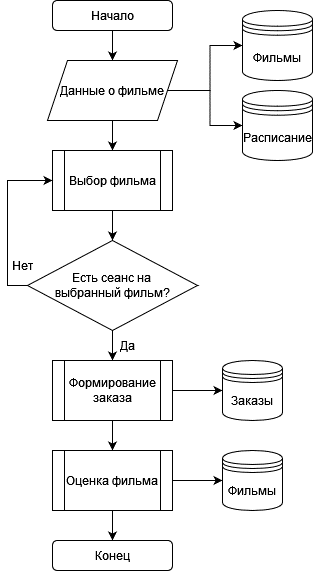 Начало
Фильмы
Данные о фильме
Расписание
Выбор фильма
Нет
Есть сеанс на
выбранный фильм?
Да
Формирование
заказа
Заказы
Оценка фильма
Фильмы
Конец